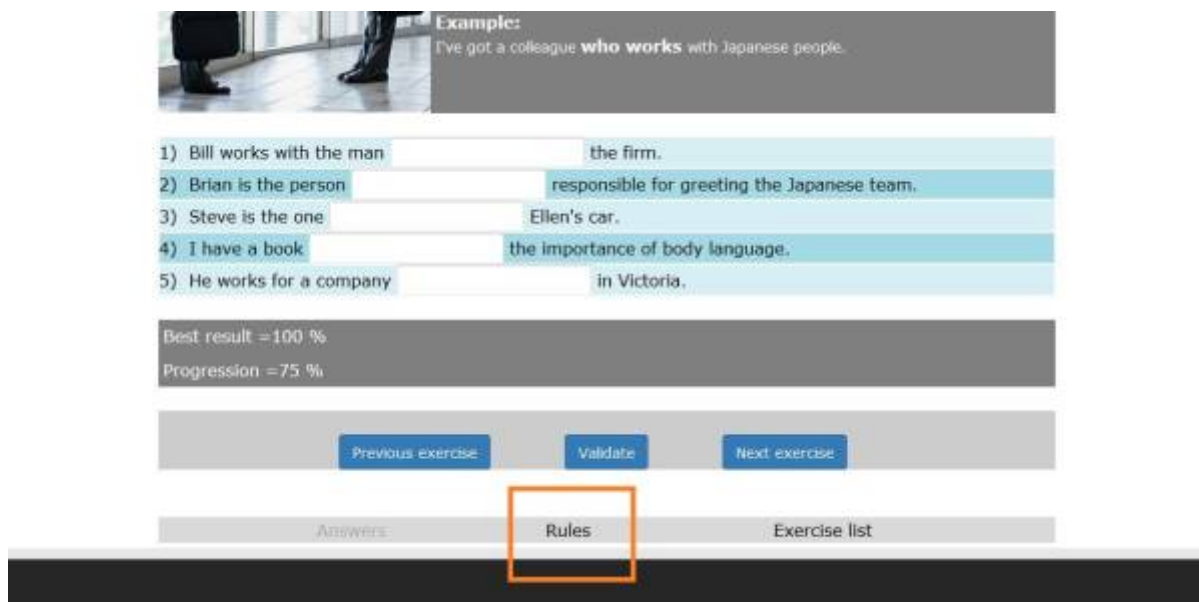 Example:
I've got a colleague who works with Japanese people.
1) Bill works with the man the firm.
2) Brian is the person responsible for greeting the Japanese team.
3) Steve is the one Ellen's car.
4) I have a book the importance of body language.
5) He works for a company in Victoria.
Best result =100 %
Progression =75 %
Previous exercise Validate Next exercise
Answers Rules Exercise list